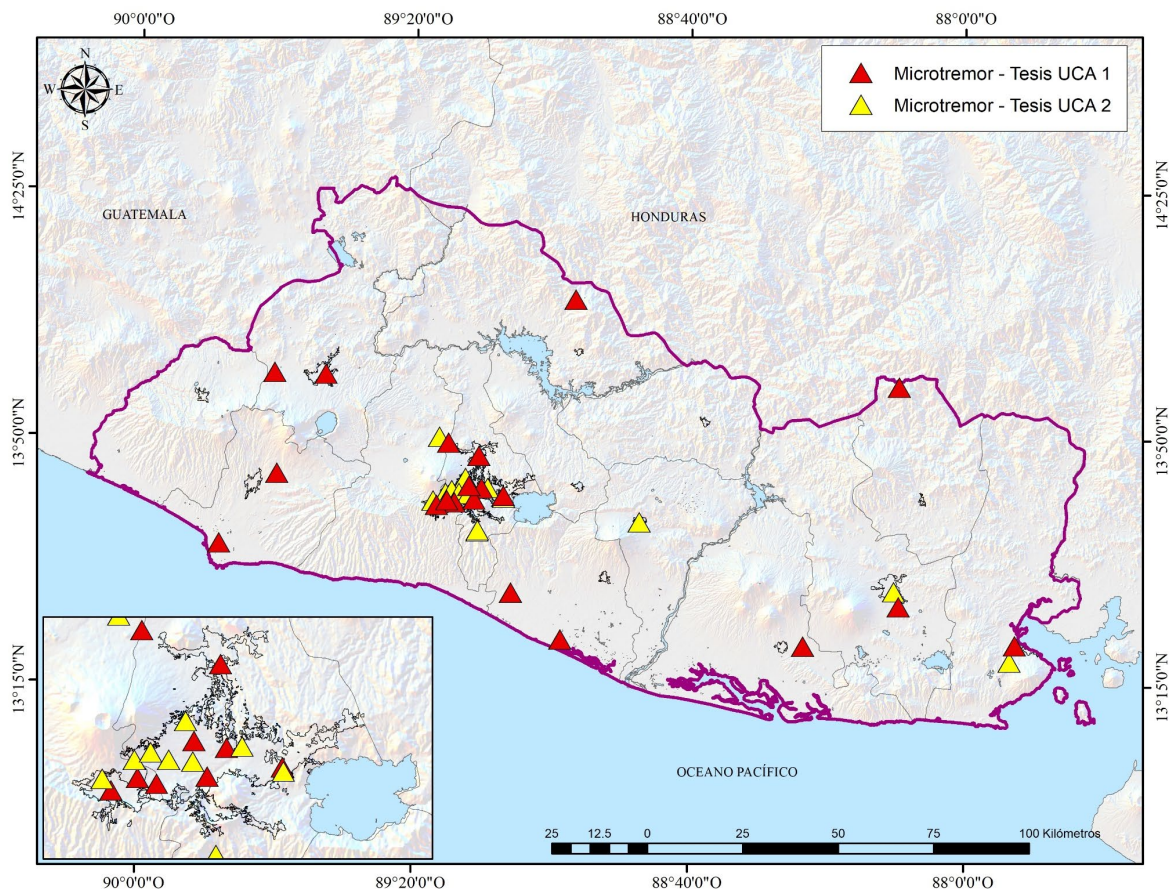 90°0'0"O 89°20'0"O 88°40'0"O 88°0'0"O
N
W E
S
Microtremor - Tesis UCA 1
Microtremor - Tesis UCA 2
14°25'0"N
14°25'0"N
GUATEMALA
HONDURAS
13°50'0"N
13°50'0"N
13°15'0"N
13°15'0"N
OCEANO PACÍFICO
25 12.5 0 25 50 75 100 Kilómetros
90°0'0"O 89°20'0"O 88°40'0"O 88°0'0"O